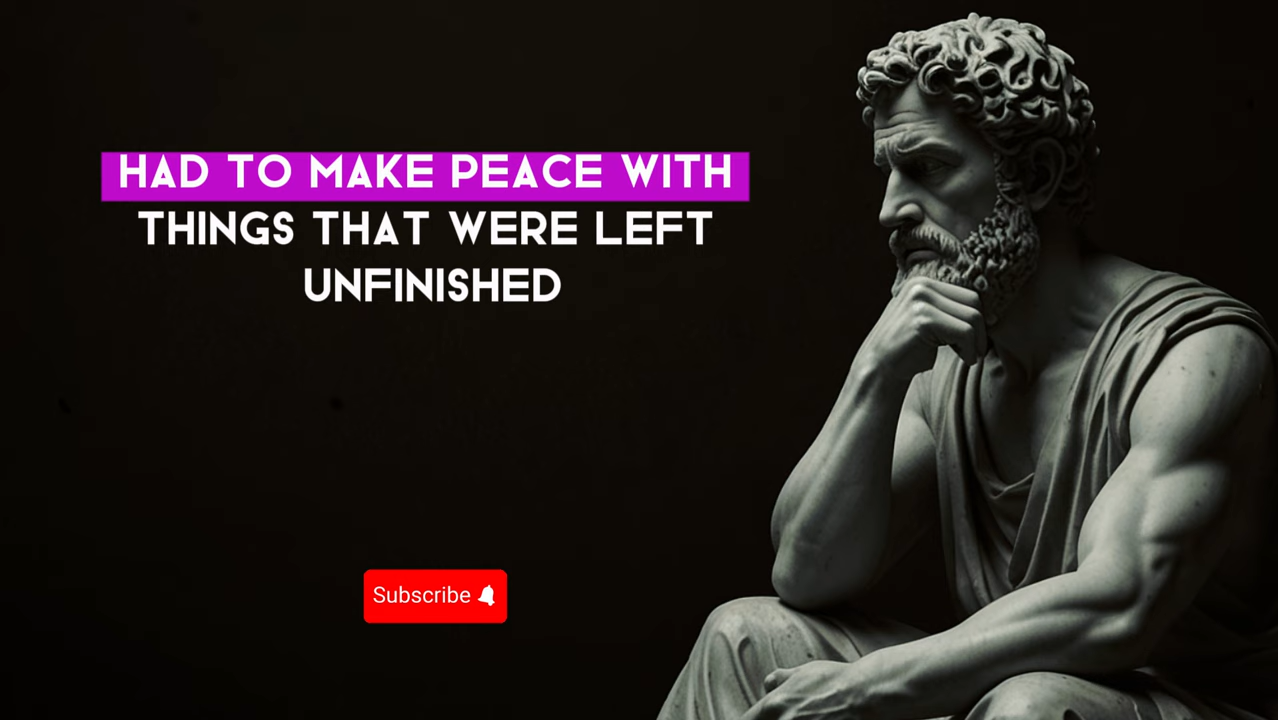 HAD TO MAKE PEACE WITH
THINGS THAT WERE LEFT
UNFINISHED
Subscribe